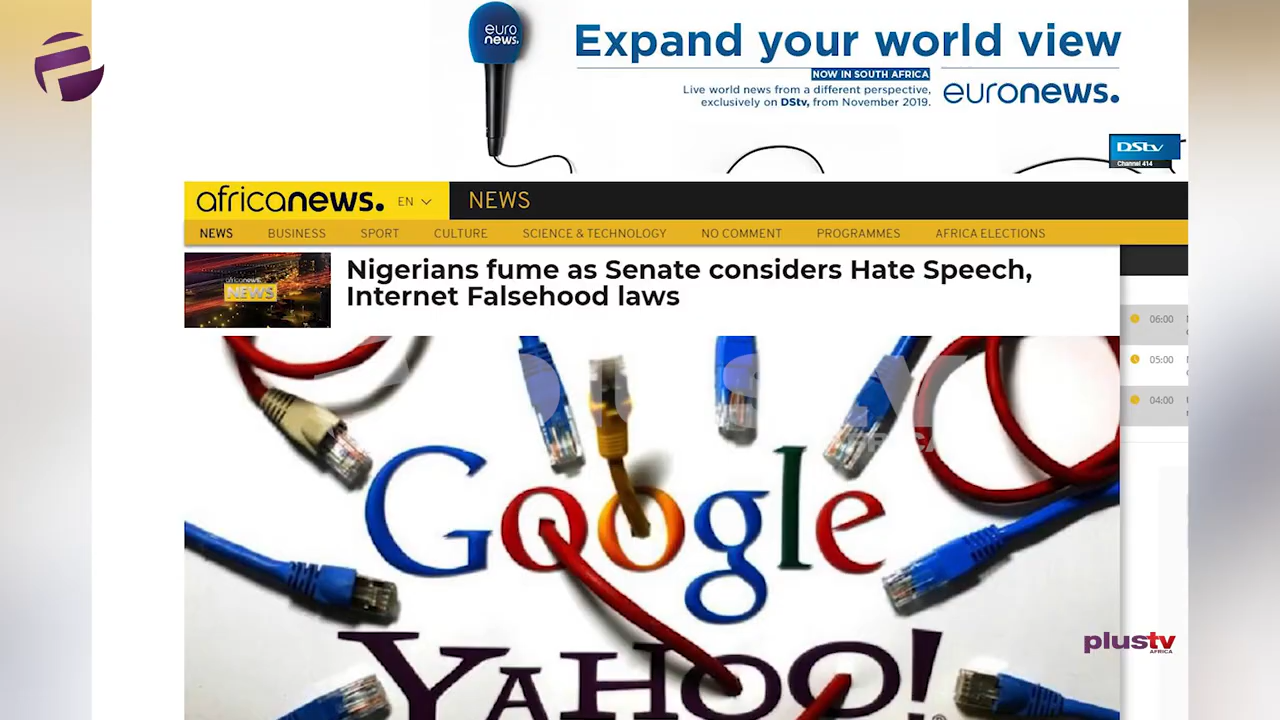 euro
news.
Expand your world view
NOW IN SOUTH AFRICA
Live world news from a different perspective,
exclusively on DStv, from November 2019.
euronews.
DStv
Channel 414
africanews.
EN
NEWS
NEWS
BUSINESS
SPORT
CULTURE
SCIENCE & TECHNOLOGY
NO COMMENT
PROGRAMMES
AFRICA ELECTIONS
africanews.
NEWS
Nigerians fume as Senate considers Hate Speech,
Internet Falsehood laws
06:00
05:00
04:00
Google
YAHOO!
plustv
AFRICA